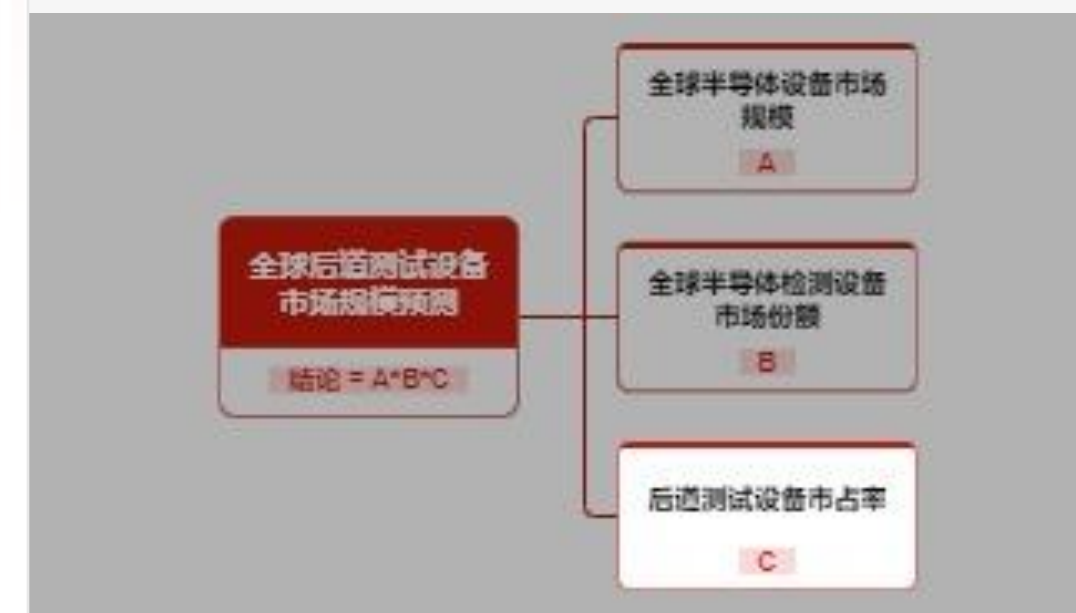 全球半导体设备市场
规模
A
全球后道测试设备
市场规模预测
结论 = A*B*C
全球半导体检测设备
市场份额
B
后道测试设备市占率
C